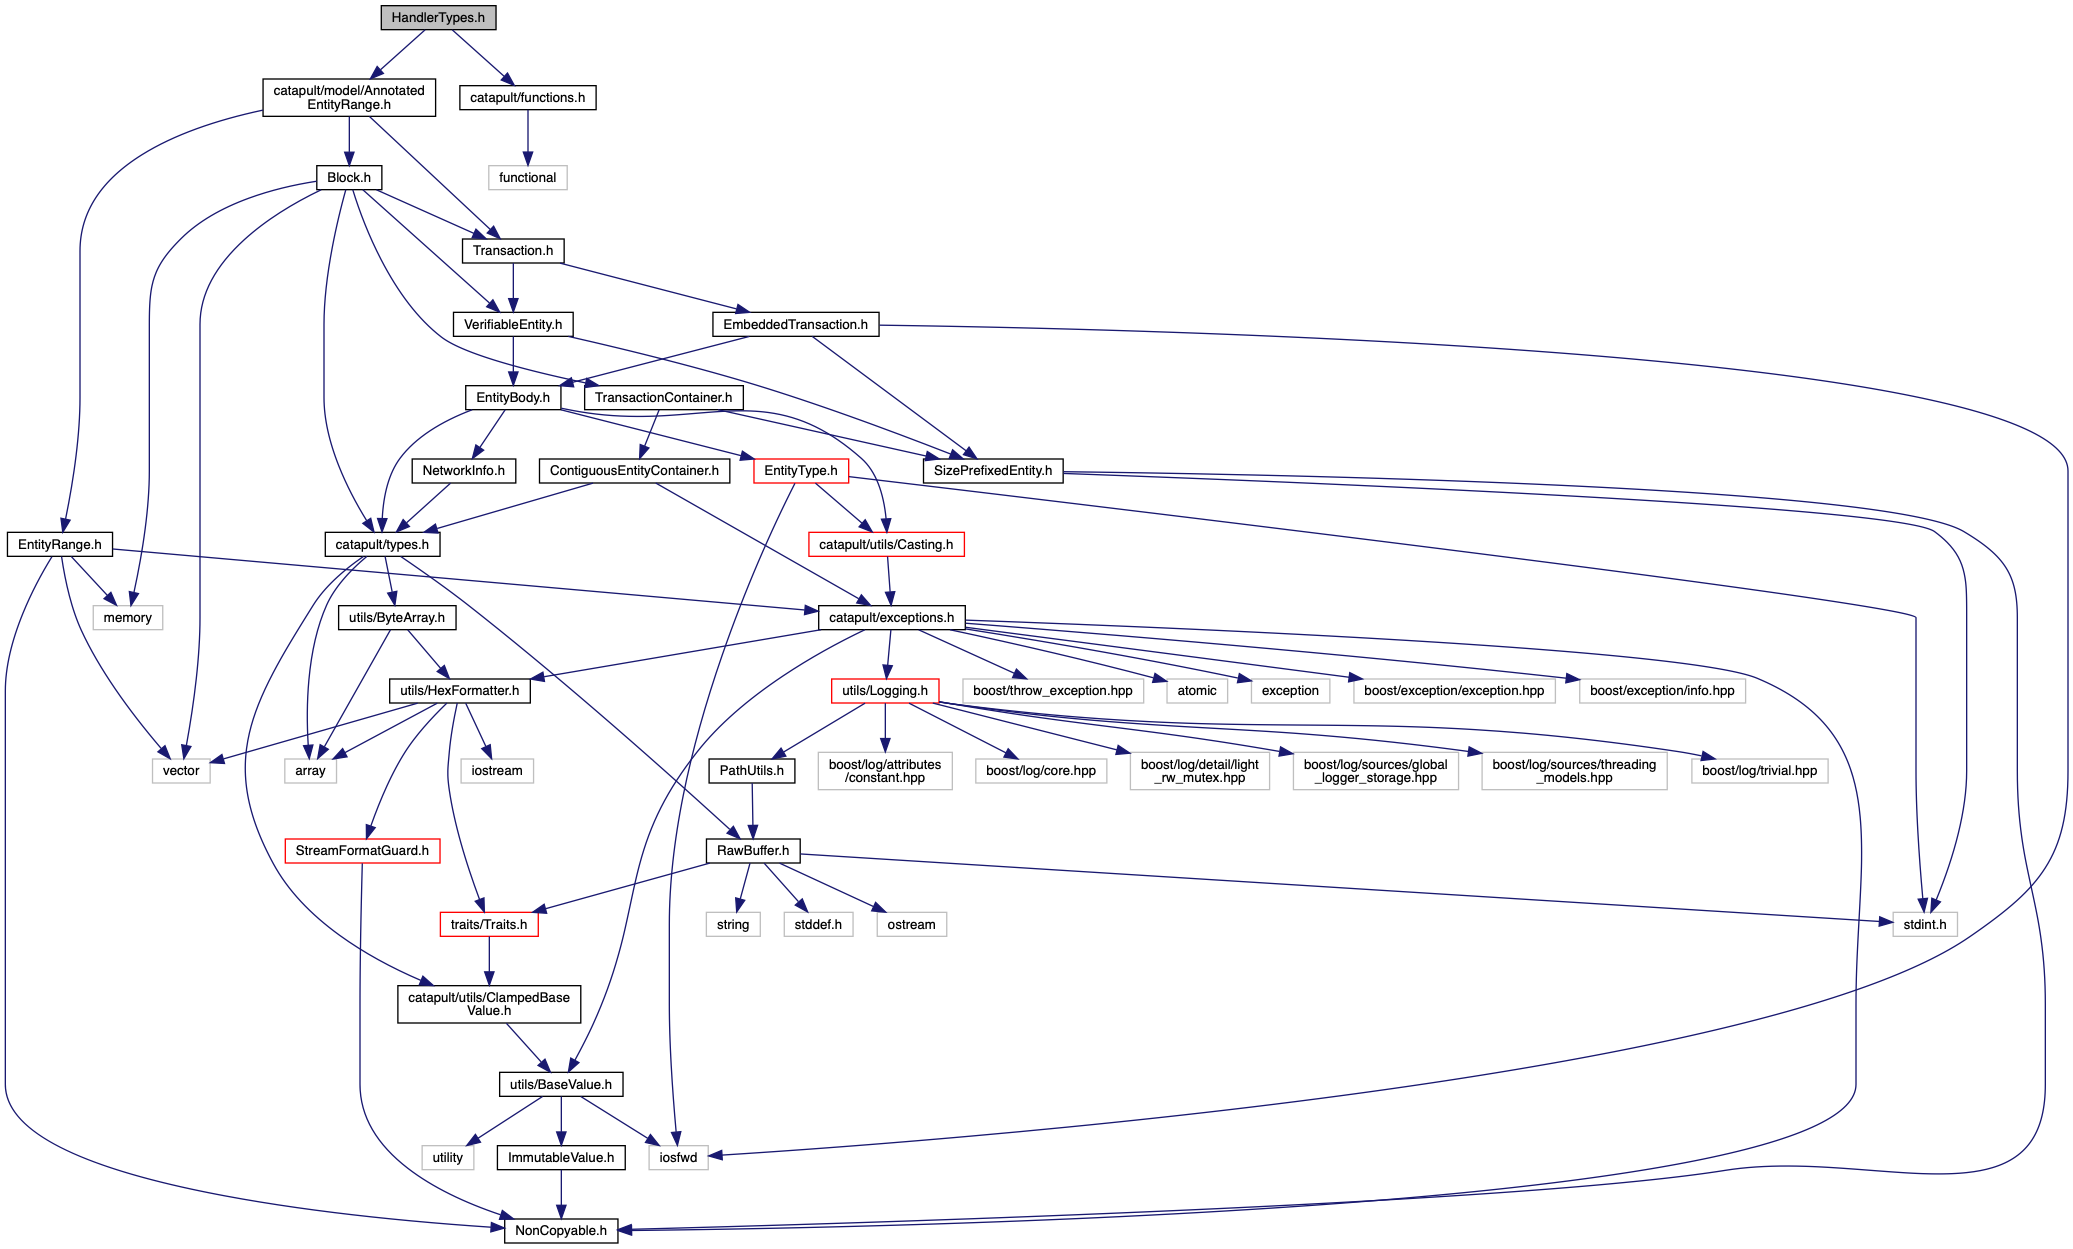 HandlerTypes.h
catapult/model/Annotated
EntityRange.h
catapult/functions.h
Block.h
functional
Transaction.h
VerifiableEntity.h
EmbeddedTransaction.h
EntityBody.h
TransactionContainer.h
NetworkInfo.h
ContiguousEntityContainer.h
EntityType.h
SizePrefixedEntity.h
EntityRange.h
catapult/types.h
catapult/utils/Casting.h
memory
utils/ByteArray.h
catapult/exceptions.h
utils/HexFormatter.h
utils/Logging.h
boost/throw_exception.hpp
atomic
exception
boost/exception/exception.hpp
boost/exception/info.hpp
vector
array
iostream
PathUtils.h
boost/log/attributes
/constant.hpp
boost/log/core.hpp
boost/log/detail/light
_rw_mutex.hpp
boost/log/sources/global
_logger_storage.hpp
boost/log/sources/threading
_models.hpp
boost/log/trivial.hpp
StreamFormatGuard.h
RawBuffer.h
traits/Traits.h
string
stddef.h
ostream
stdint.h
catapult/utils/ClampedBase
Value.h
utils/BaseValue.h
utility
ImmutableValue.h
iosfwd
NonCopyable.h